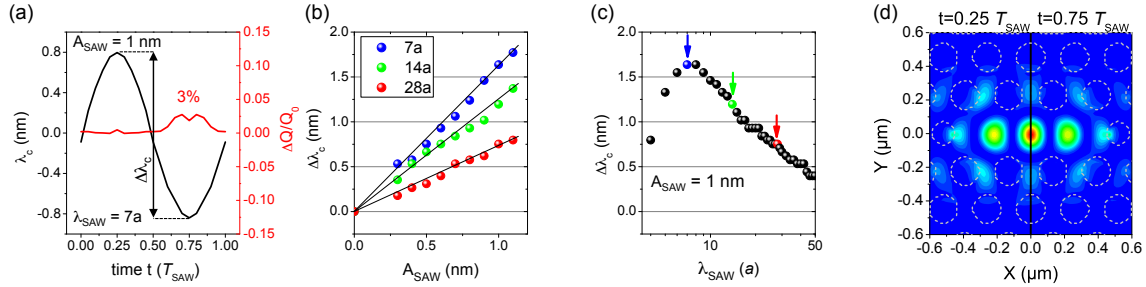 (a)
A_SAW = 1 nm
3%
Δλ_c
λ_SAW = 7a
0.8
0.4
0.0
-0.4
-0.8
λ_c
0.15
0.10
0.05
0.00
-0.05
-0.10
-0.15
ΔQ/Q_0
0.00 0.25 0.50 0.75 1.00
time t (T_SAW)
(b)
7a
14a
28a
2.0
1.5
1.0
0.5
0.0
Δλ_c (nm)
0.0 0.5 1.0
A_SAW (nm)
(c)
2.0
1.5
1.0
0.5
0.0
Δλ_c (nm)
A_SAW = 1 nm
10 50
λ_SAW (a)
(d)
t=0.25 T_SAW t=0.75 T_SAW
0.6
0.4
0.2
-0.0
-0.2
-0.4
-0.6
Y (μm)
-0.6 -0.4 -0.2 0.0 0.2 0.4 0.6
X (μm)